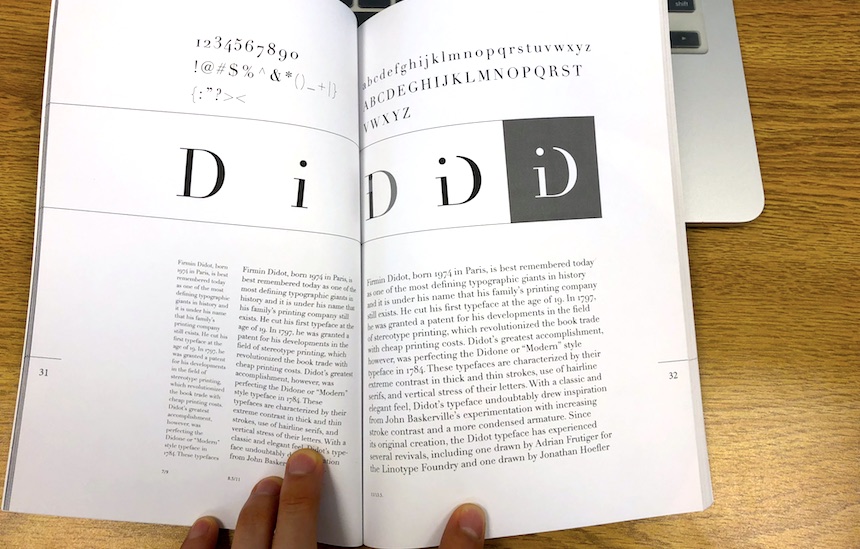 1234567890
!@#$%^&*()_+|}
{:"?><
D i
31
Firmin Didot, born
1974 in Paris, is best
remembered today
as one of the most
defining typographic
giants in history and
it is under his name
that his family's
printing company
still exists. He cut his
first typeface at the
age of 19. In 1797, he
was granted a patent
for his developments
in the field of
stereotype printing,
which revolutionized
the book trade with
cheap printing costs.
Didot's greatest
accomplishment,
however, was
perfecting the
Didone or "Modern"
style typeface in
1784. These typefaces
7/9
Firmin Didot, born 1974 in Paris, is
best remembered today as one of the
most defining typographic giants in
history and it is under his name that
his family's printing company still
exists. He cut his first typeface at the
age of 19. In 1797, he was granted a
patent for his developments in the
field of stereotype printing, which
revolutionized the book trade with
cheap printing costs. Didot's greatest
accomplishment, however, was
perfecting the Didone or "Modern"
style typeface in 1784. These
typefaces are characterized by their
extreme contrast in thick and thin
strokes, use of hairline serifs, and
vertical stress of their letters. With a
classic and elegant feel, Didot's type-
face undoubtedly
from John
8.5/11
abcdefghijklmnopqrstuvwxyz
ABCDEFGHIJKLMNOPQRST
VWXYZ
D iD iD
Firmin Didot, born 1974 in Paris, is best remembered today
as one of the most defining typographic giants in history
and it is under his name that his family's printing company
still exists. He cut his first typeface at the age of 19. In 1797,
he was granted a patent for his developments in the field
of stereotype printing, which revolutionized the book trade
with cheap printing costs. Didot's greatest accomplishment,
however, was perfecting the Didone or "Modern" style
typeface in 1784. These typefaces are characterized by their
extreme contrast in thick and thin strokes, use of hairline
serifs, and vertical stress of their letters. With a classic and
elegant feel, Didot's typeface undoubtedly drew inspiration
from John Baskerville's experimentation with increasing
stroke contrast and a more condensed armature. Since
its original creation, the Didot typeface has experienced
several revivals, including one drawn by Adrian Frutiger for
the Linotype Foundry and one drawn by Jonathan Hoefler
32
shift